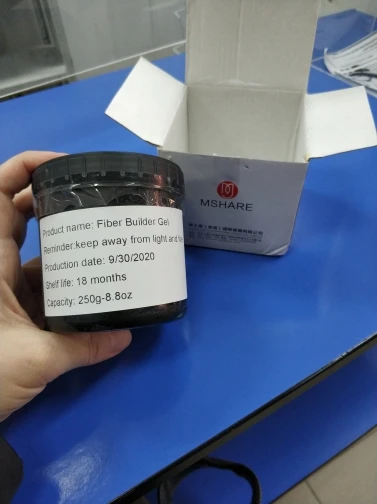 Product name: Fiber Builder Gel
Reminder:keep away from light and
Production date: 9/30/2020
Shelf life: 18 months
Capacity: 250g-8.8oz
MSHARE